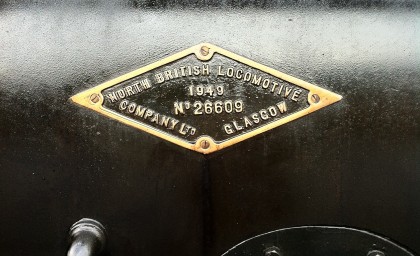 NORTH BRITISH LOCOMOTIVE
1949
No 26609
COMPANY LTD GLASGOW